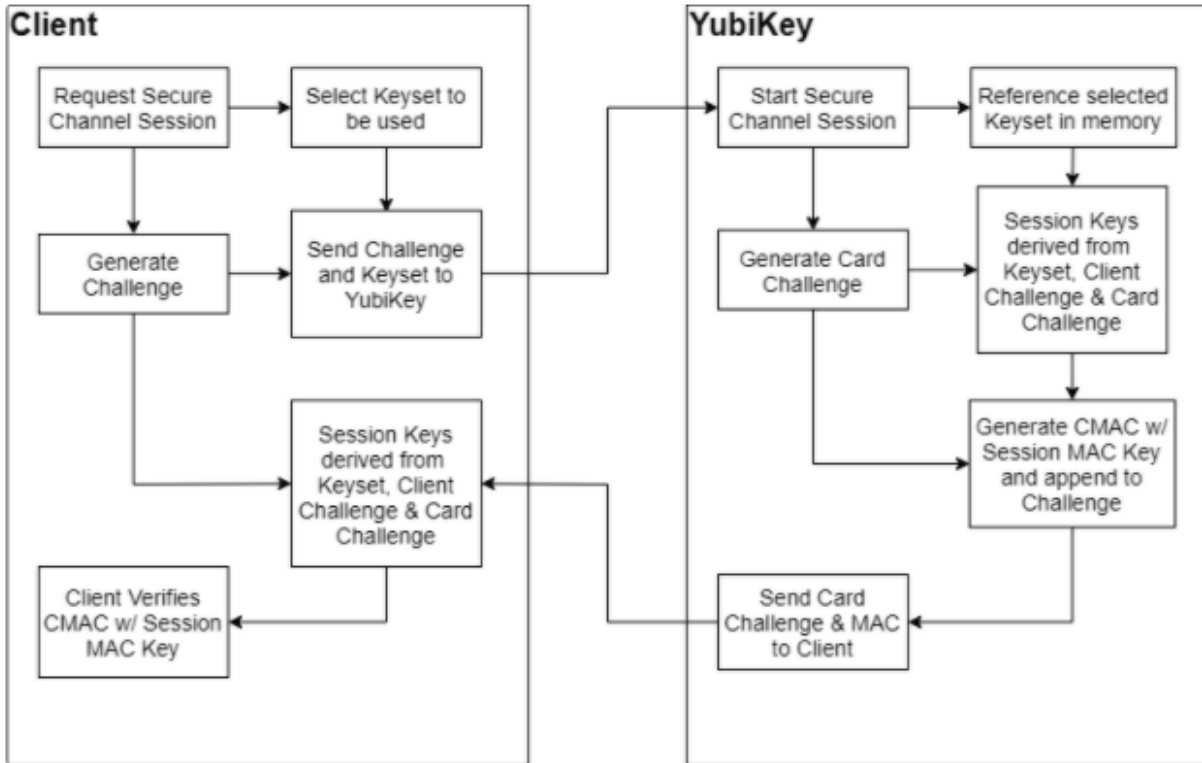 Client
Request Secure
Channel Session
Select Keyset to
be used
Generate
Challenge
Send Challenge
and Keyset to
YubiKey
Session Keys
derived from
Keyset, Client
Challenge & Card
Challenge
Client Verifies
CMAC w/ Session
MAC Key
YubiKey
Start Secure
Channel Session
Reference selected
Keyset in memory
Generate Card
Challenge
Session Keys
derived from
Keyset, Client
Challenge & Card
Challenge
Generate CMAC w/
Session MAC Key
and append to
Challenge
Send Card
Challenge & MAC
to Client